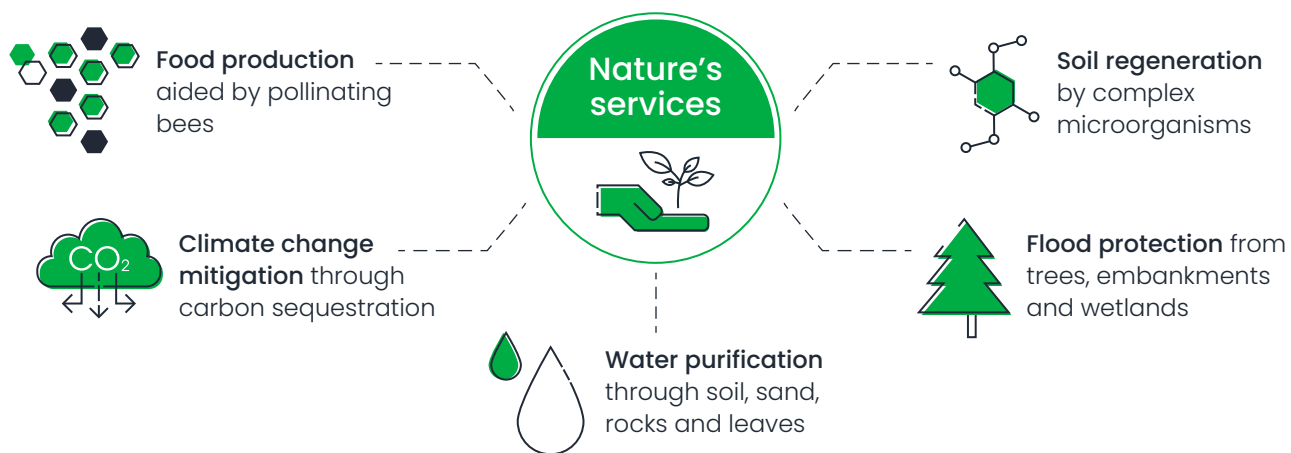 Nature's
services
Food production
aided by pollinating
bees
Soil regeneration
by complex
microorganisms
CO₂
Climate change
mitigation through
carbon sequestration
Flood protection from
trees, embankments
and wetlands
Water purification
through soil, sand,
rocks and leaves